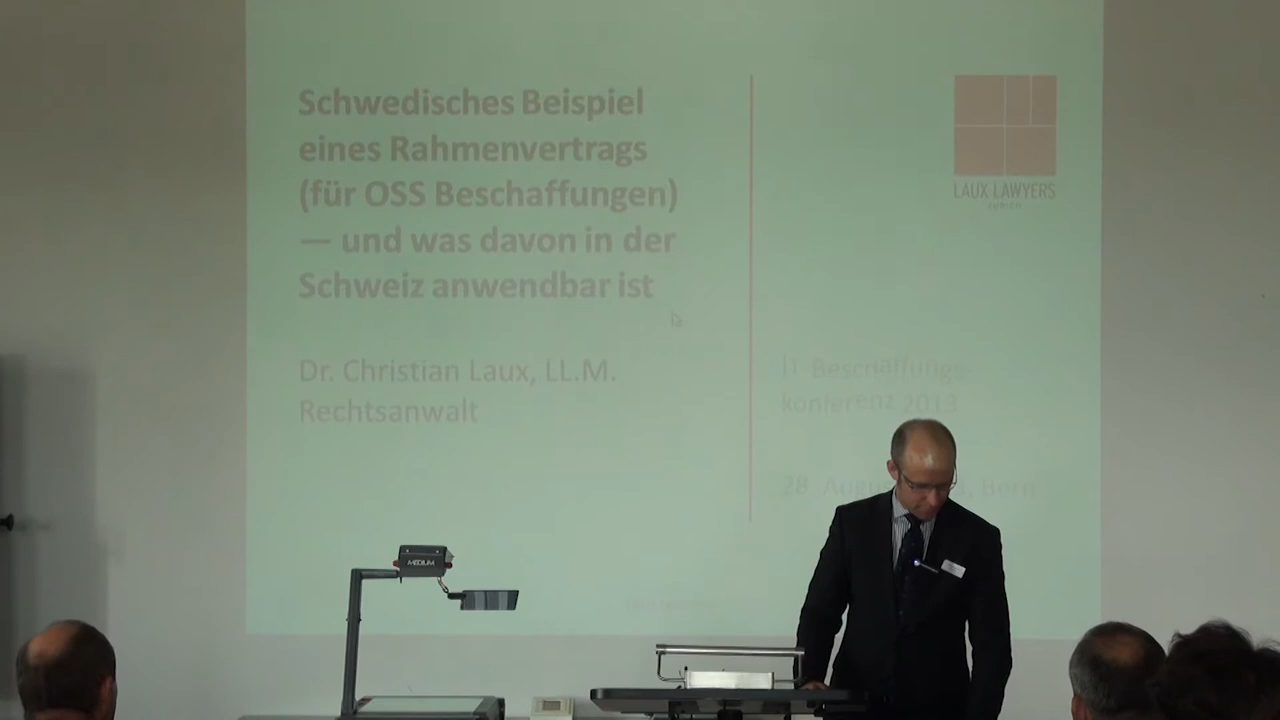 Schwedisches Beispiel
eines Rahmenvertrags
(für OSS Beschaffungen)
— und was davon in der
Schweiz anwendbar ist
Dr. Christian Laux, LL.M.
Rechtsanwalt
LAUX LAWYERS
IT Beschaffungs-
konferenz 2013
28. August Bern
MEDIUM